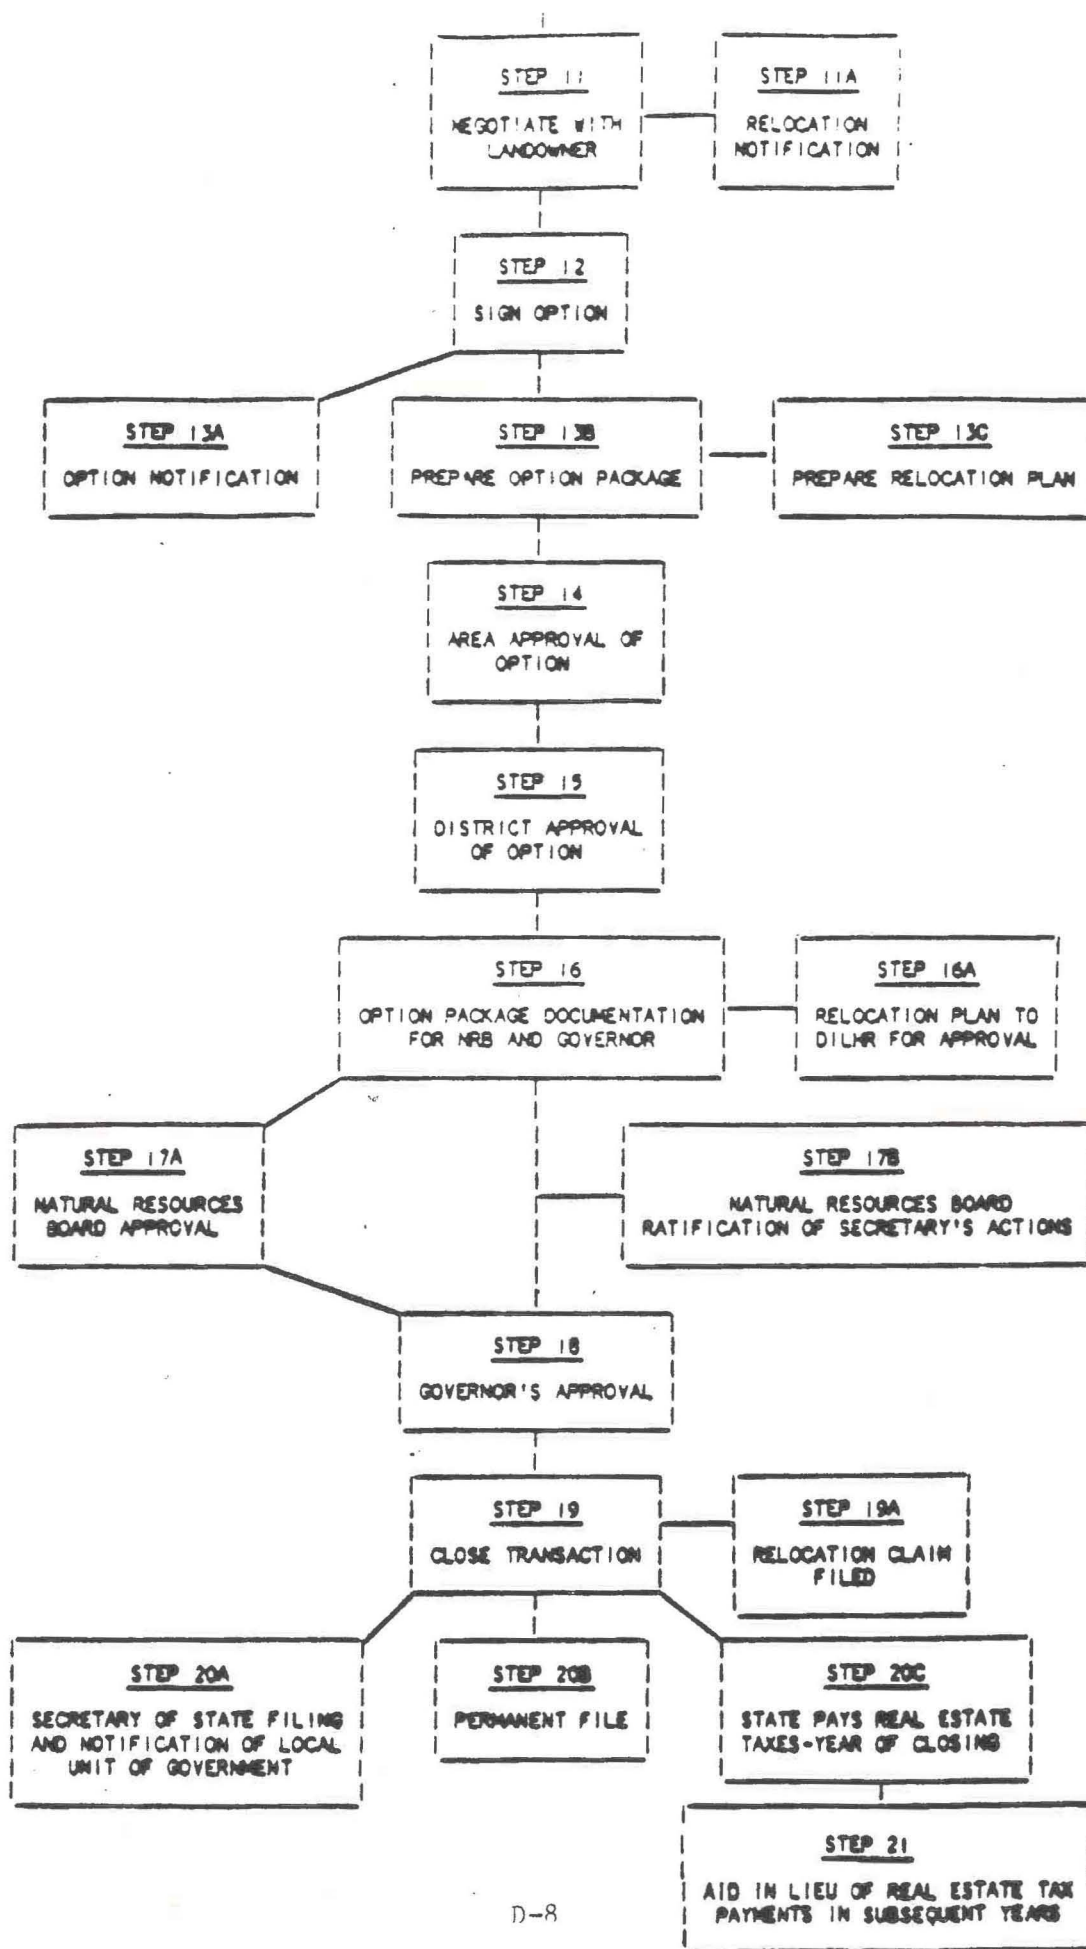 STEP 11
NEGOTIATE WITH
LANDOWNER
STEP 11A
RELOCATION
NOTIFICATION
STEP 12
SIGN OPTION
STEP 13A
OPTION NOTIFICATION
STEP 13B
PREPARE OPTION PACKAGE
STEP 13C
PREPARE RELOCATION PLAN
STEP 14
AREA APPROVAL OF
OPTION
STEP 15
DISTRICT APPROVAL
OF OPTION
STEP 16
OPTION PACKAGE DOCUMENTATION
FOR NRB AND GOVERNOR
STEP 16A
RELOCATION PLAN TO
DILHR FOR APPROVAL
STEP 17A
NATURAL RESOURCES
BOARD APPROVAL
STEP 17B
NATURAL RESOURCES BOARD
RATIFICATION OF SECRETARY'S ACTIONS
STEP 18
GOVERNOR'S APPROVAL
STEP 19
CLOSE TRANSACTION
STEP 19A
RELOCATION CLAIM
FILED
STEP 20A
SECRETARY OF STATE FILING
AND NOTIFICATION OF LOCAL
UNIT OF GOVERNMENT
STEP 20B
PERMANENT FILE
STEP 20C
STATE PAYS REAL ESTATE
TAXES-YEAR OF CLOSING
STEP 21
AID IN LIEU OF REAL ESTATE TAX
PAYMENTS IN SUBSEQUENT YEARS
D-8